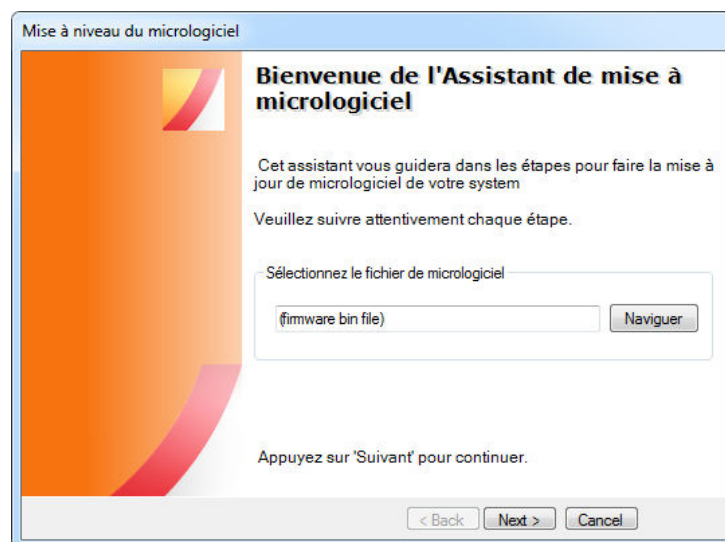 Mise à niveau du micrologiciel
Bienvenue de l'Assistant de mise à
micrologiciel
Cet assistant vous guidera dans les étapes pour faire la mise à
jour de micrologiciel de votre system
Veuillez suivre attentivement chaque étape.
Sélectionnez le fichier de micrologiciel
(firmware bin file)
Naviguer
Appuyez sur 'Suivant' pour continuer.
< Back
Next >
Cancel